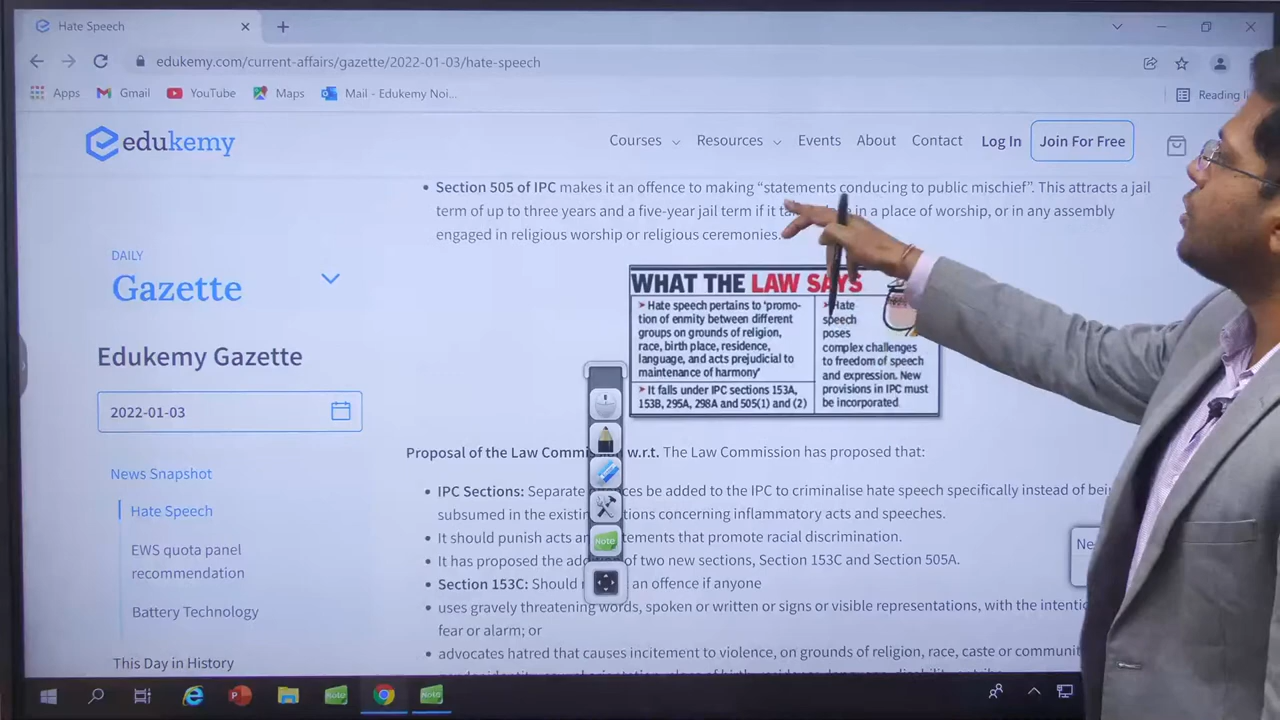 Hate Speech
edukemy.com/current-affairs/gazette/2022-01-03/hate-speech
Apps Gmail YouTube Maps Mail - Edukemy Noi... Reading
edukemy Courses Resources Events About Contact Log In Join For Free
Section 505 of IPC makes it an offence to making “statements conducing to public mischief”. This attracts a jail
term of up to three years and a five-year jail term if it in a place of worship, or in any assembly
engaged in religious worship or religious ceremonies.
DAILY
Gazette
Edukemy Gazette
2022-01-03
News Snapshot
Hate Speech
EWS quota panel
recommendation
Battery Technology
This Day in History
WHAT THE LAW SAYS
Hate speech pertains to ‘promo-
tion of enmity between different
groups on grounds of religion,
race, birth place, residence,
language, and acts prejudicial to
maintenance of harmony’
It falls under IPC sections 153A,
153B, 295A, 298A and 505(1) and (2)
Hate
speech
poses
complex challenges
to freedom of speech
and expression. New
provisions in IPC must
be incorporated.
Proposal of the Law w.r.t. The Law Commission has proposed that:
IPC Sections: Separate be added to the IPC to criminalise hate speech specifically instead of
subsumed in the concerning inflammatory acts and speeches.
It should punish acts that promote racial discrimination.
It has proposed the of two new sections, Section 153C and Section 505A.
Section 153C: Should an offence if anyone
uses gravely threatening words, spoken or written or signs or visible representations, with the
fear or alarm; or
advocates hatred that causes incitement to violence, on grounds of religion, race, caste or
Note